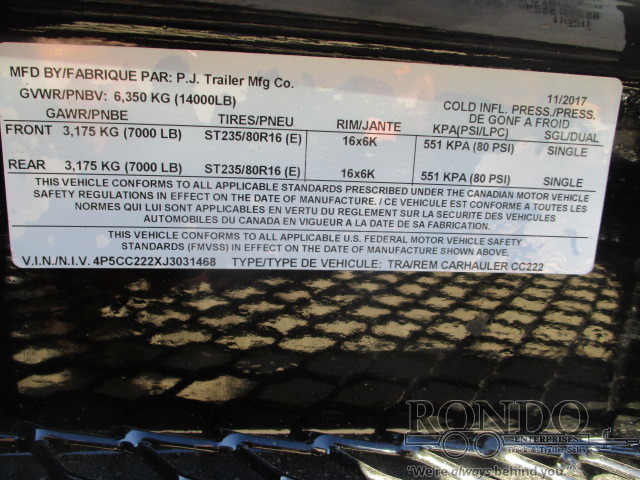 MFD BY/FABRIQUE PAR: P.J. Trailer Mfg Co.
11/2017
GVWR/PNBV: 6,350 KG (14000LB)
COLD INFL. PRESS./PRESS.
DE GONF A FROID
GAWR/PNBE TIRES/PNEU RIM/JANTE KPA(PSI/LPC) SGL/DUAL
FRONT 3,175 KG (7000 LB) ST235/80R16 (E) 16x6K 551 KPA (80 PSI) SINGLE
REAR 3,175 KG (7000 LB) ST235/80R16 (E) 16x6K 551 KPA (80 PSI) SINGLE
THIS VEHICLE CONFORMS TO ALL APPLICABLE STANDARDS PRESCRIBED UNDER THE CANADIAN MOTOR VEHICLE
SAFETY REGULATIONS IN EFFECT ON THE DATE OF MANUFACTURE. / CE VEHICULE EST CONFORME A TOUTES LES
NORMES QUI LUI SONT APPLICABLES EN VERTU DU REGLEMENT SUR LA SECURITE DES VEHICULES
AUTOMOBILES DU CANADA EN VIGUEUR A LA DATE DE SA FABRICATION.
THIS VEHICLE CONFORMS TO ALL APPLICABLE U.S. FEDERAL MOTOR VEHICLE SAFETY
STANDARDS (FMVSS) IN EFFECT ON THE DATE OF MANUFACTURE SHOWN ABOVE.
V.I.N./N.I.V. 4P5CC222XJ3031468 TYPE/TYPE DE VEHICULE: TRA/REM CARHAULER CC222
RONDO
ENTERPRISES
Truck & Trailer Sales
"We're always behind you."